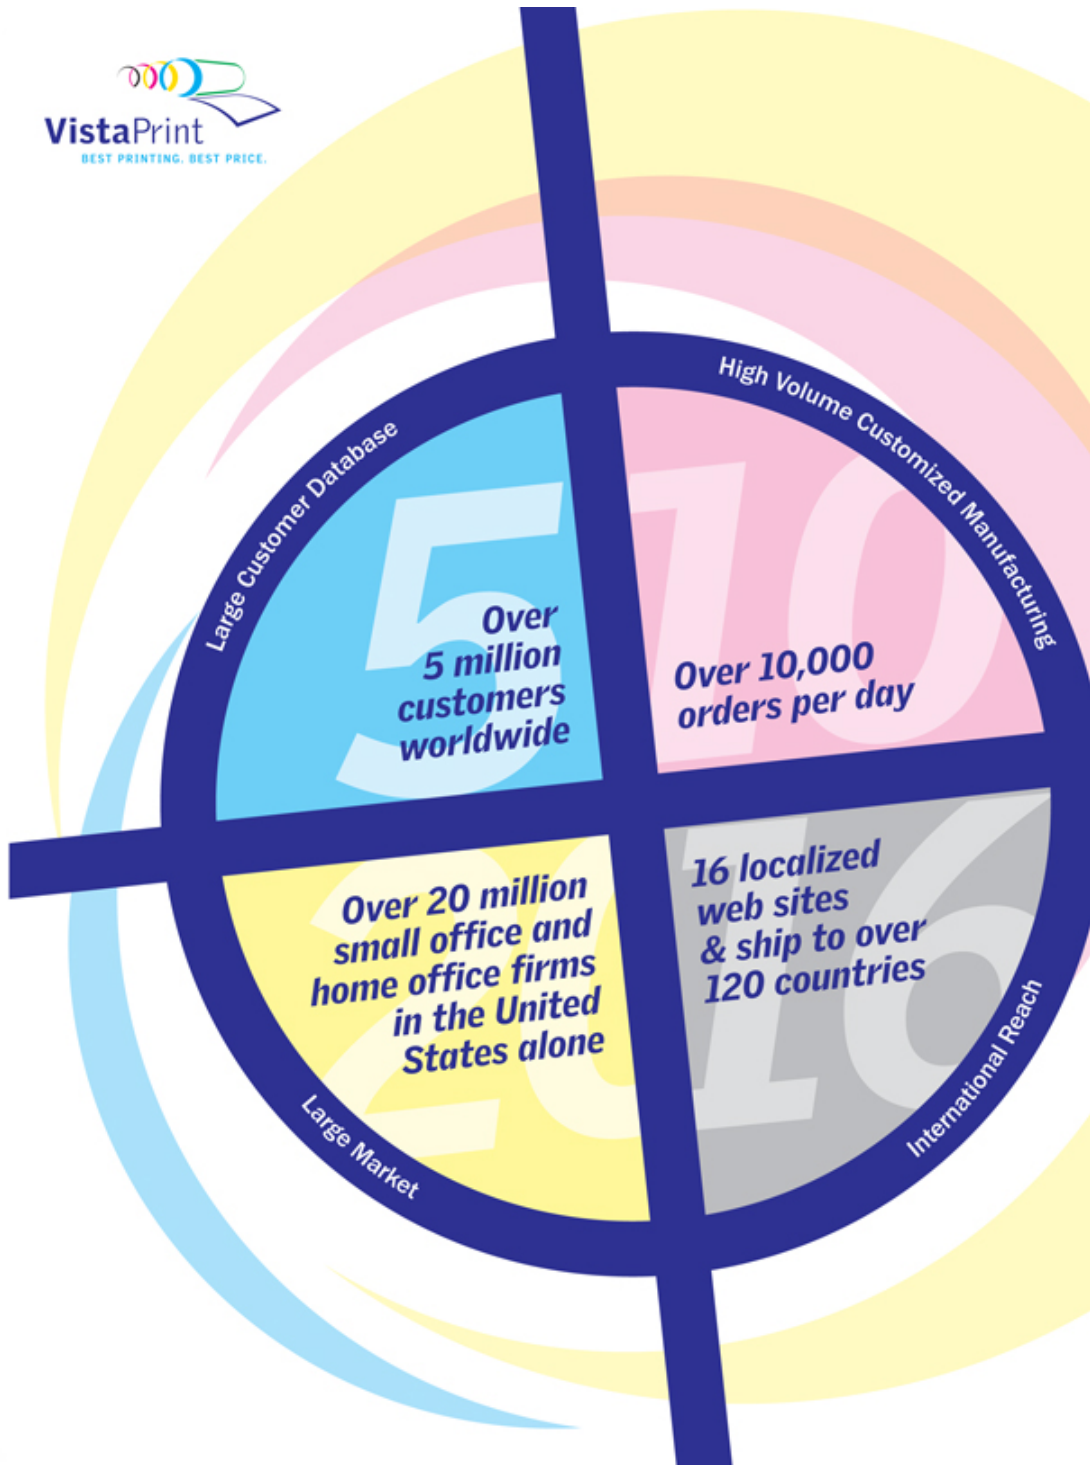 VistaPrint
BEST PRINTING. BEST PRICE.
Large Customer Database
5
Over
5 million
customers
worldwide
High Volume Customized Manufacturing
10
Over 10,000
orders per day
Large Market
20
Over 20 million
small office and
home office firms
in the United
States alone
International Reach
16
16 localized
web sites
& ship to over
120 countries